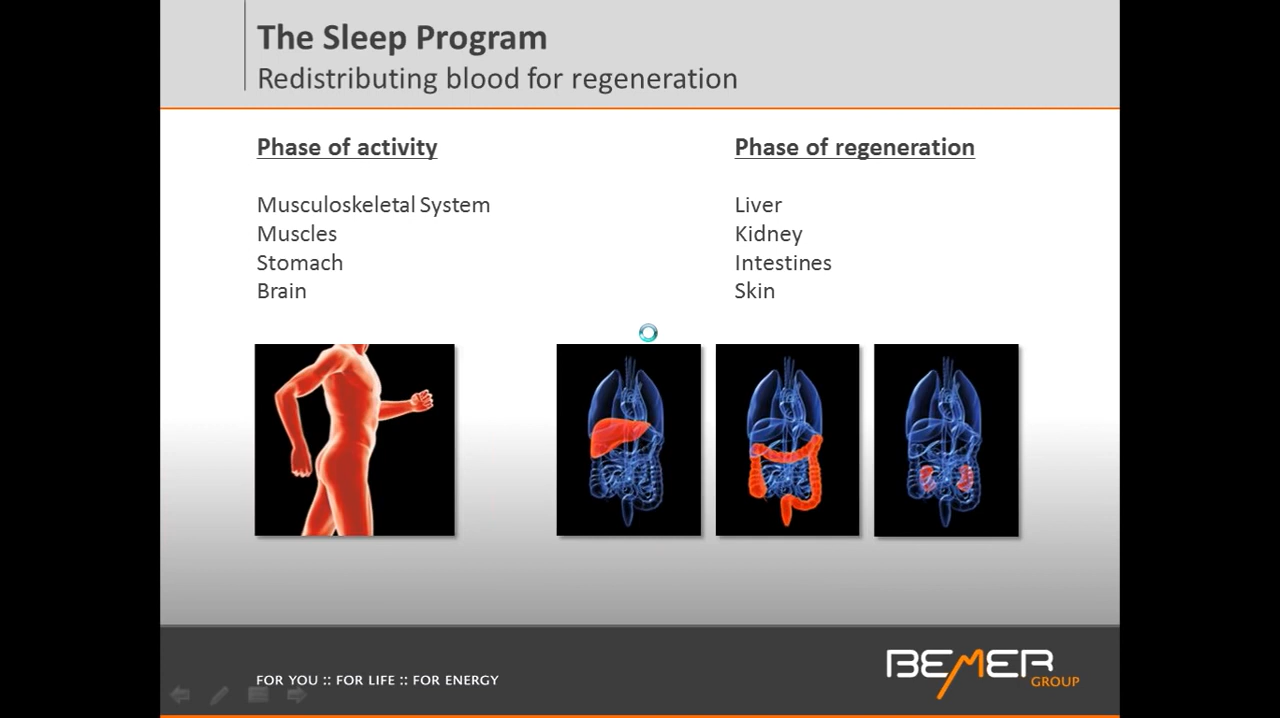 The Sleep Program
Redistributing blood for regeneration
Phase of activity
Musculoskeletal System
Muscles
Stomach
Brain
Phase of regeneration
Liver
Kidney
Intestines
Skin
FOR YOU :: FOR LIFE :: FOR ENERGY
BEMER
GROUP